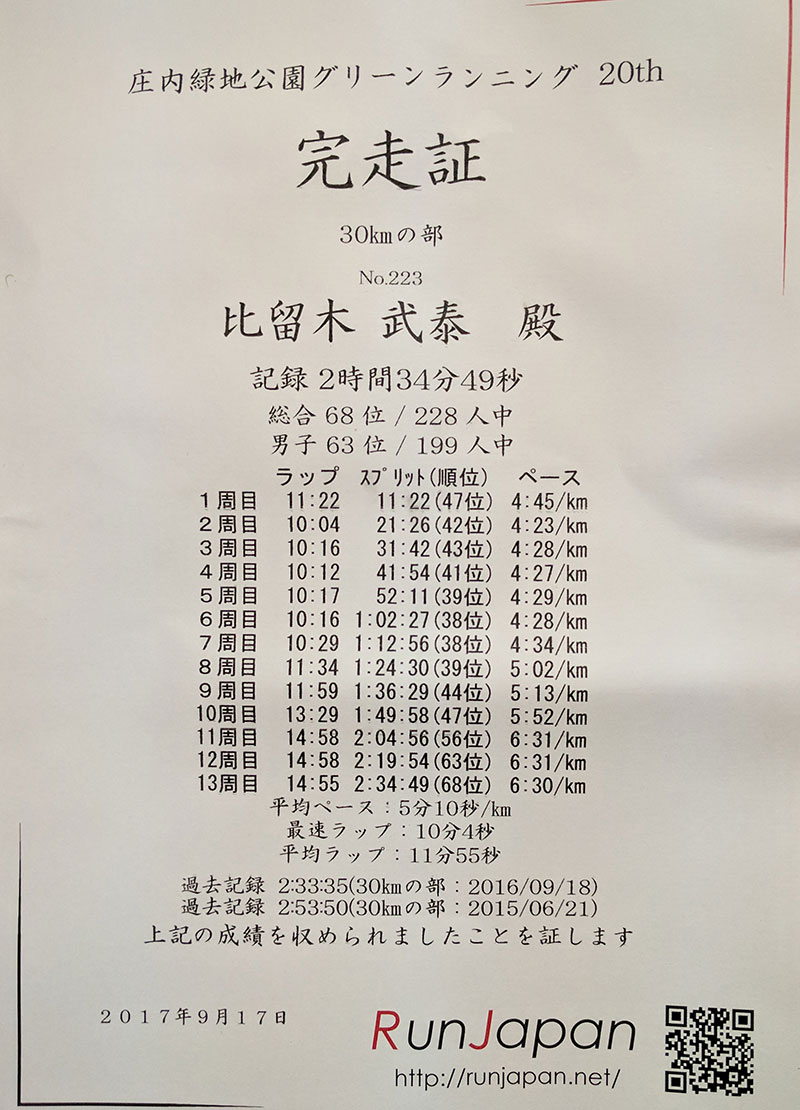 庄内緑地公園グリーンランニング 20th
完走証
30㎞の部
No.223
比留木 武泰 殿
記録 2時間34分49秒
総合 68 位 / 228 人中
男子 63 位 / 199 人中
ラップ ｽﾌﾟﾘｯﾄ(順位) ペース
1周目 11:22 11:22(47位) 4:45/km
2周目 10:04 21:26(42位) 4:23/km
3周目 10:16 31:42(43位) 4:28/km
4周目 10:12 41:54(41位) 4:27/km
5周目 10:17 52:11(39位) 4:29/km
6周目 10:16 1:02:27(38位) 4:28/km
7周目 10:29 1:12:56(38位) 4:34/km
8周目 11:34 1:24:30(39位) 5:02/km
9周目 11:59 1:36:29(44位) 5:13/km
10周目 13:29 1:49:58(47位) 5:52/km
11周目 14:58 2:04:56(56位) 6:31/km
12周目 14:58 2:19:54(63位) 6:31/km
13周目 14:55 2:34:49(68位) 6:30/km
平均ペース：5分10秒/㎞
最速ラップ：10分4秒
平均ラップ：11分55秒
過去記録 2:33:35(30㎞の部：2016/09/18)
過去記録 2:53:50(30㎞の部：2015/06/21)
上記の成績を収められましたことを証します
２０１７年９月１７日
RunJapan
http://runjapan.net/